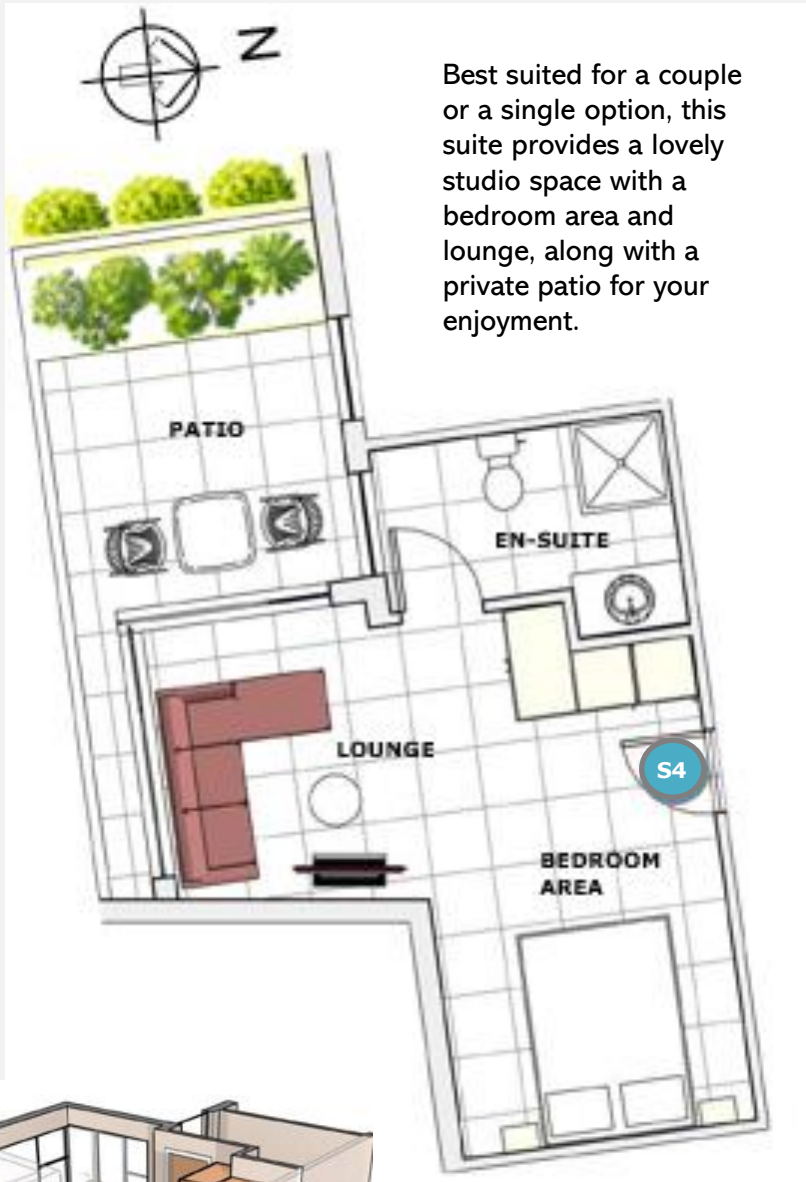 N
Best suited for a couple
or a single option, this
suite provides a lovely
studio space with a
bedroom area and
lounge, along with a
private patio for your
enjoyment.
PATIO
EN-SUITE
LOUNGE
S4
BEDROOM
AREA